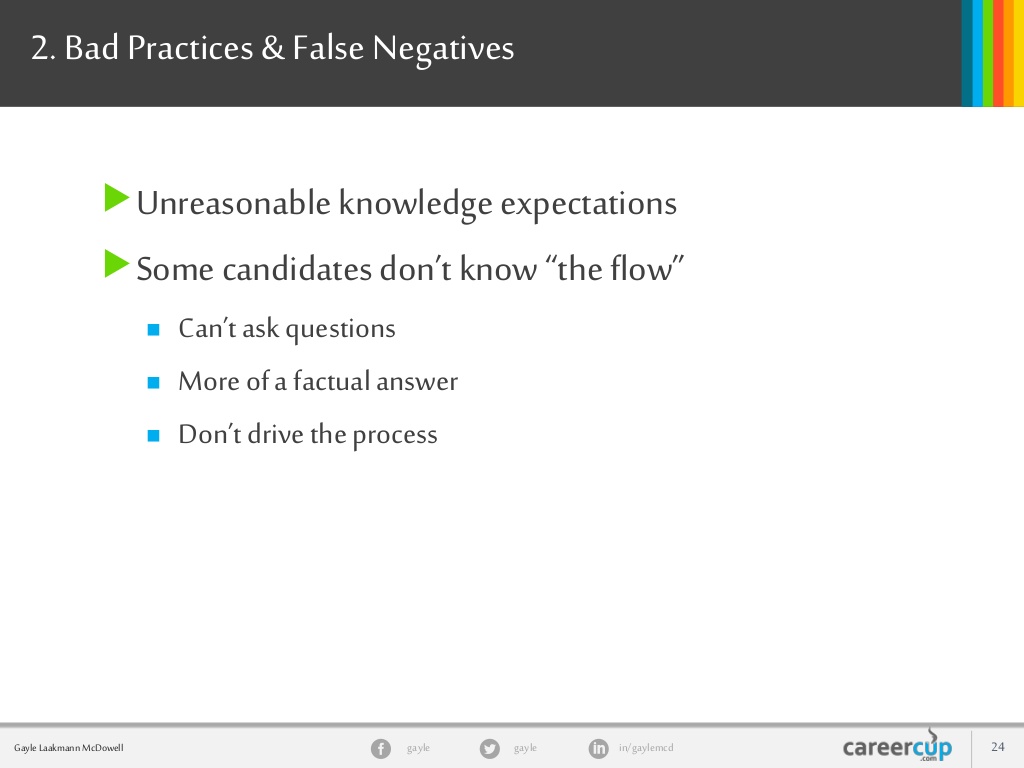 2. Bad Practices & False Negatives
Unreasonable knowledge expectations
Some candidates don’t know “the flow”
Can’t ask questions
More of a factual answer
Don’t drive the process
Gayle Laakmann McDowell
gayle
gayle
in/gaylemcd
careercup
.com
24